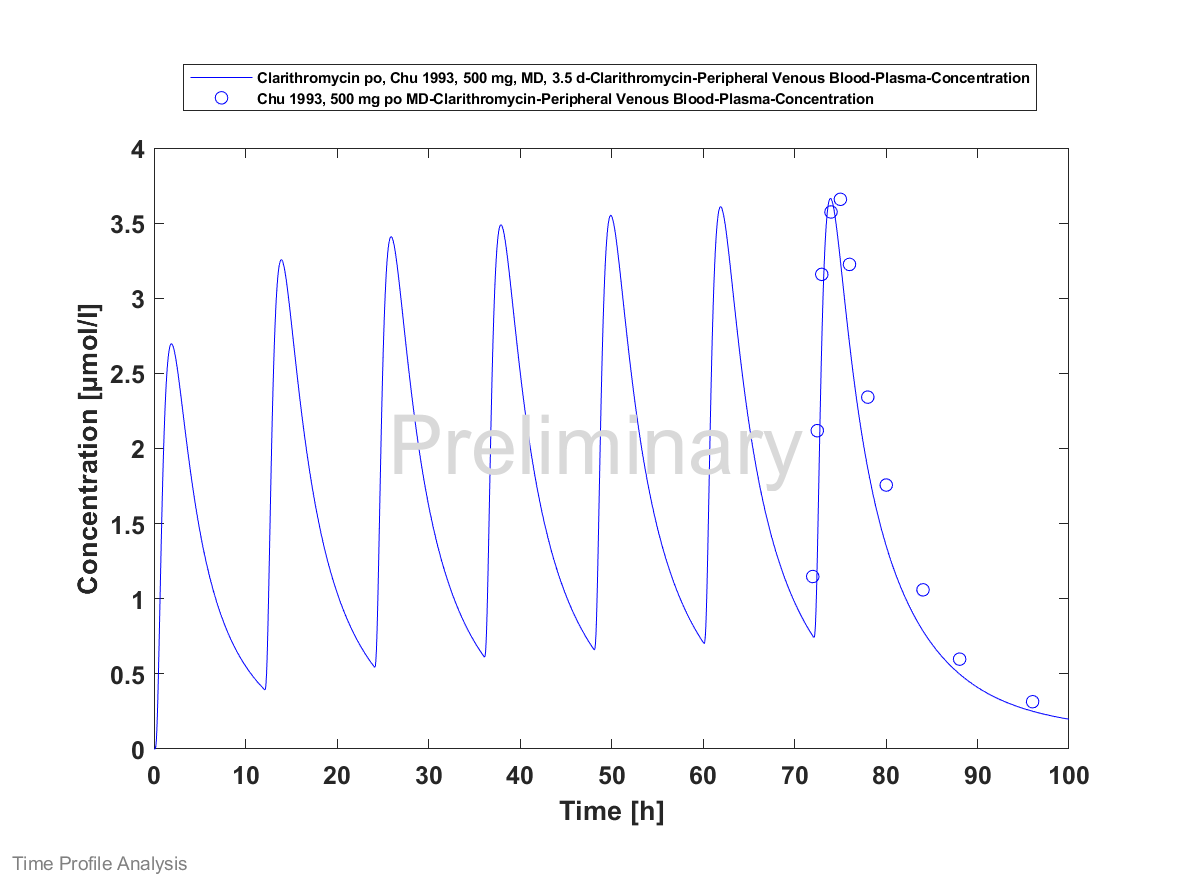 Clarithromycin po, Chu 1993, 500 mg, MD, 3.5 d-Clarithromycin-Peripheral Venous Blood-Plasma-Concentration
Chu 1993, 500 mg po MD-Clarithromycin-Peripheral Venous Blood-Plasma-Concentration
4
3.5
3
2.5
2
1.5
1
0.5
0
Concentration [µmol/l]
Preliminary
0 10 20 30 40 50 60 70 80 90 100
Time [h]
Time Profile Analysis